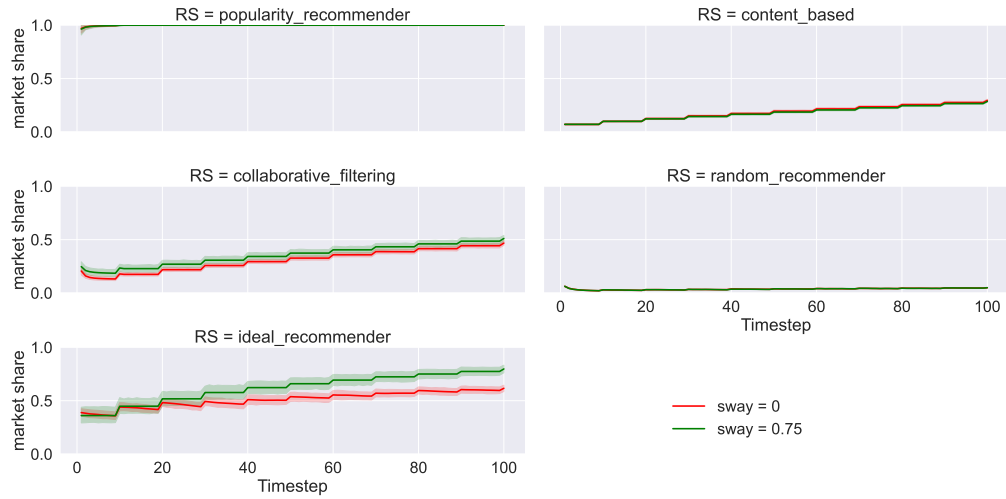 RS = popularity_recommender
market share
1.0
0.5
0.0
RS = content_based
RS = collaborative_filtering
market share
1.0
0.5
0.0
RS = random_recommender
0 20 40 60 80 100
Timestep
RS = ideal_recommender
market share
1.0
0.5
0.0
0 20 40 60 80 100
Timestep
sway = 0
sway = 0.75